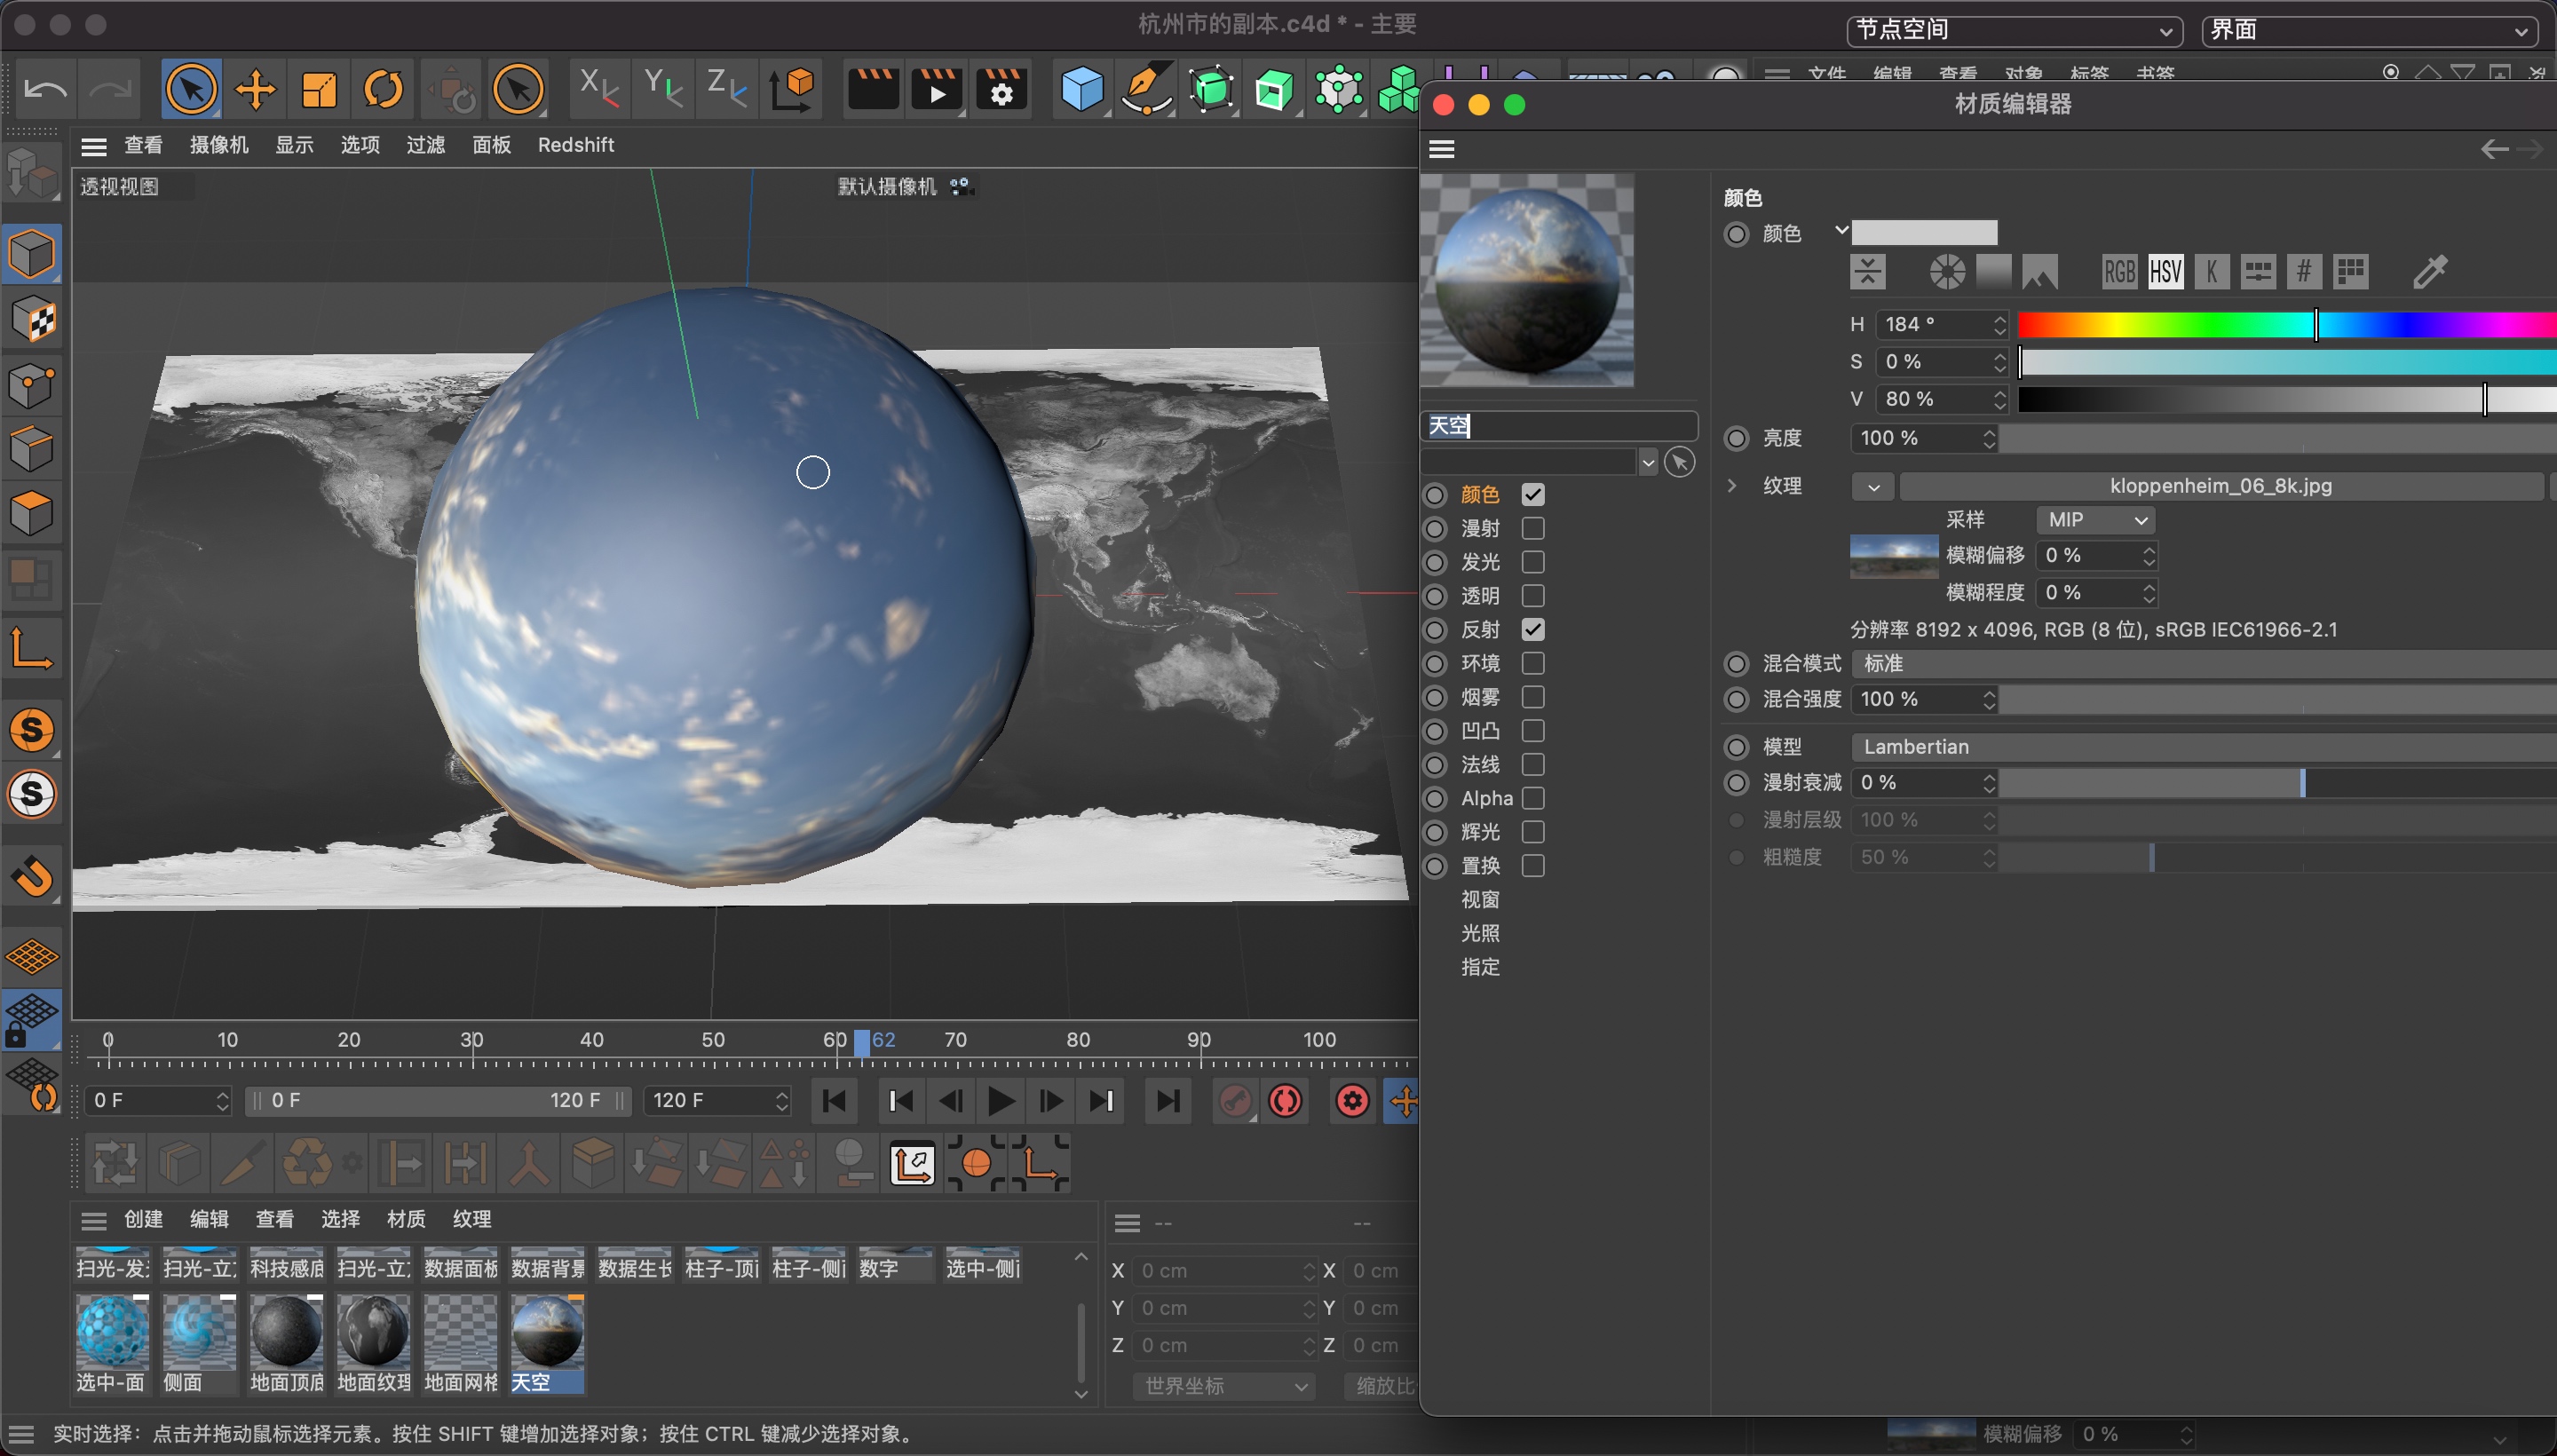 杭州市的副本.c4d * - 主要
节点空间
界面
文件 编辑 查看 对象 标签 书签
材质编辑器
查看 摄像机 显示 选项 过滤 面板 Redshift
透视视图
默认摄像机
颜色
颜色
RGB HSV K #
H 184 °
S 0 %
V 80 %
天空
亮度 100 %
纹理 kloppenheim_06_8k.jpg
采样 MIP
模糊偏移 0 %
模糊程度 0 %
分辨率 8192 x 4096, RGB (8 位), sRGB IEC61966-2.1
混合模式 标准
混合强度 100 %
模型 Lambertian
漫射衰减 0 %
漫射层级 100 %
粗糙度 50 %
颜色
漫射
发光
透明
反射
环境
烟雾
凹凸
法线
Alpha
辉光
置换
视窗
光照
指定
0 10 20 30 40 50 60 62 70 80 90 100
0 F 0 F 120 F 120 F
创建 编辑 查看 选择 材质 纹理
-- --
扫光-发 扫光-立 科技感底 扫光-立 数据面板 数据背景 数据生长 柱子-顶 柱子-侧 数字 选中-侧
选中-面 侧面 地面顶底 地面纹理 地面网格 天空
X 0 cm X 0 cm
Y 0 cm Y 0 cm
Z 0 cm Z 0 cm
世界坐标 缩放比
实时选择：点击并拖动鼠标选择元素。按住 SHIFT 键增加选择对象；按住 CTRL 键减少选择对象。
模糊偏移 0 %